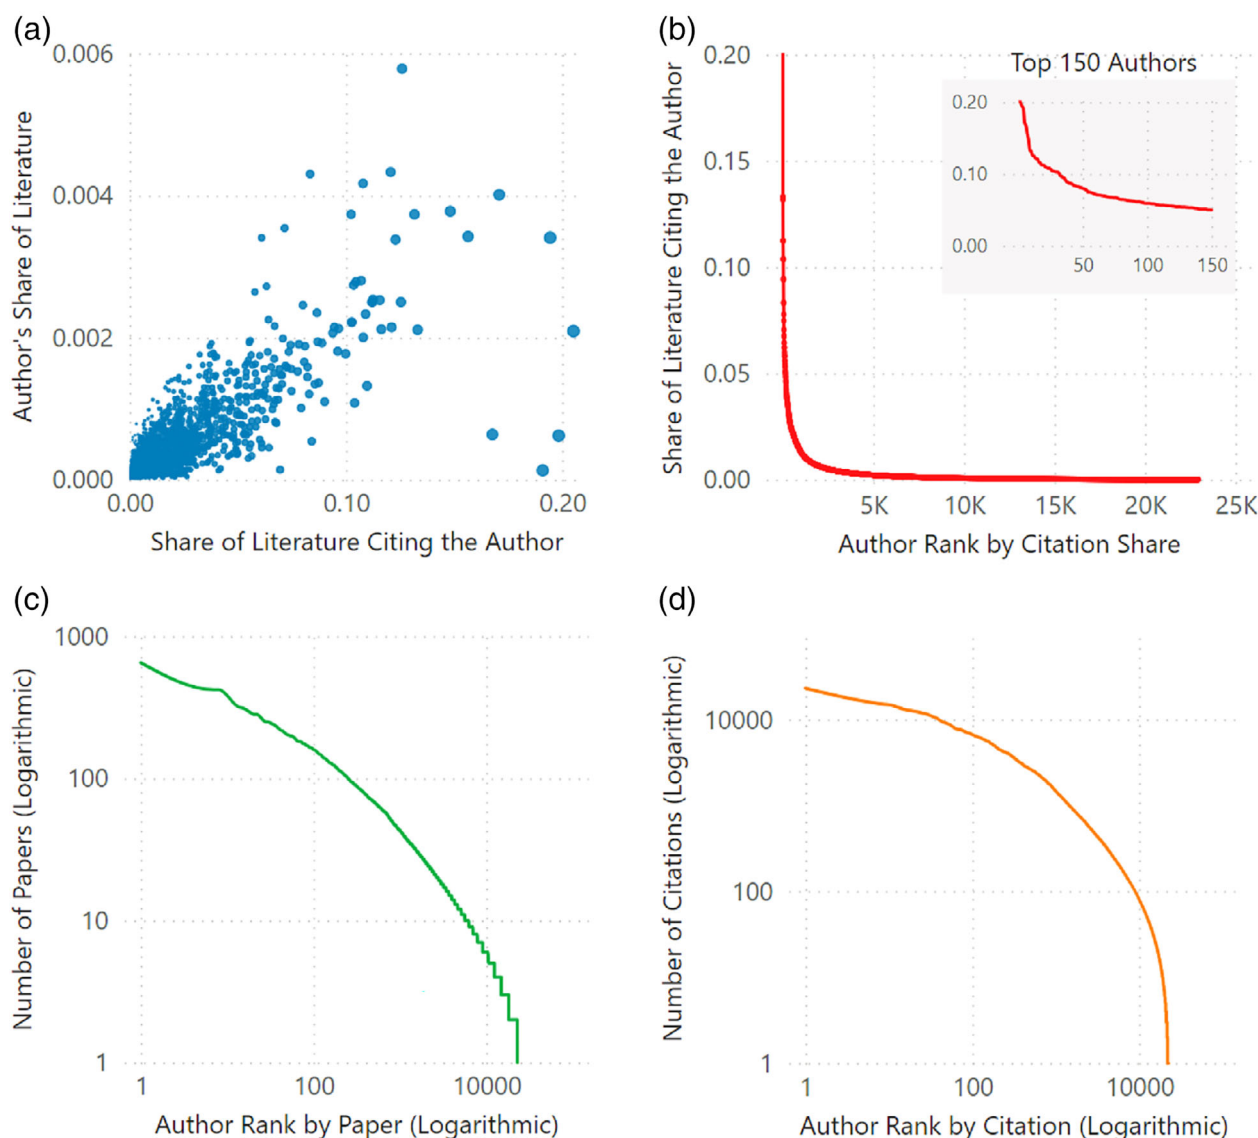 (a)
0.006
0.004
0.002
0.000
0.00
0.10
0.20
Author's Share of Literature
Share of Literature Citing the Author
(b)
0.20
0.15
0.10
0.05
0.00
5K
10K
15K
20K
25K
Share of Literature Citing the Author
Author Rank by Citation Share
Top 150 Authors
0.20
0.10
0.00
50
100
150
(c)
1000
100
10
1
1
100
10000
Number of Papers (Logarithmic)
Author Rank by Paper (Logarithmic)
(d)
10000
100
1
1
100
10000
Number of Citations (Logarithmic)
Author Rank by Citation (Logarithmic)